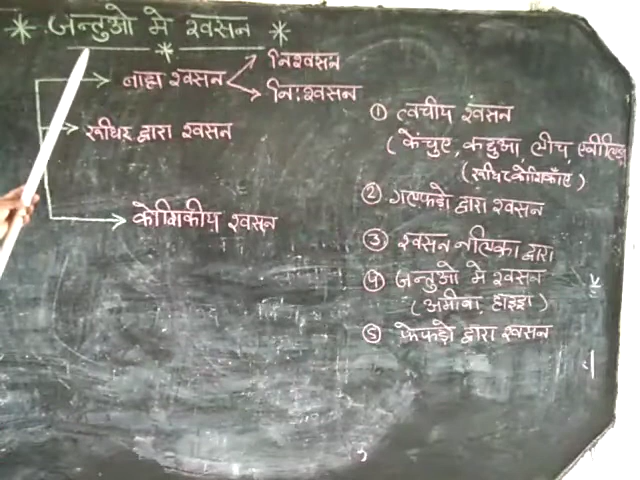 जन्तुओ मे श्वसन
बाह्य श्वसन
निश्वसन
नि:श्वसन
रूधिर द्वारा श्वसन
कोशिकीय श्वसन
① त्वचीय श्वसन
( केचुए, कछुआ, लीच,
(रूधिर कोशिकाँए)
② गलफड़ो द्वारा श्वसन
③ श्वसन नलिका द्वारा
④ जन्तुओ मे श्वसन
(अमीबा, हाइड्रा)
⑤ फेफड़ो द्वारा श्वसन